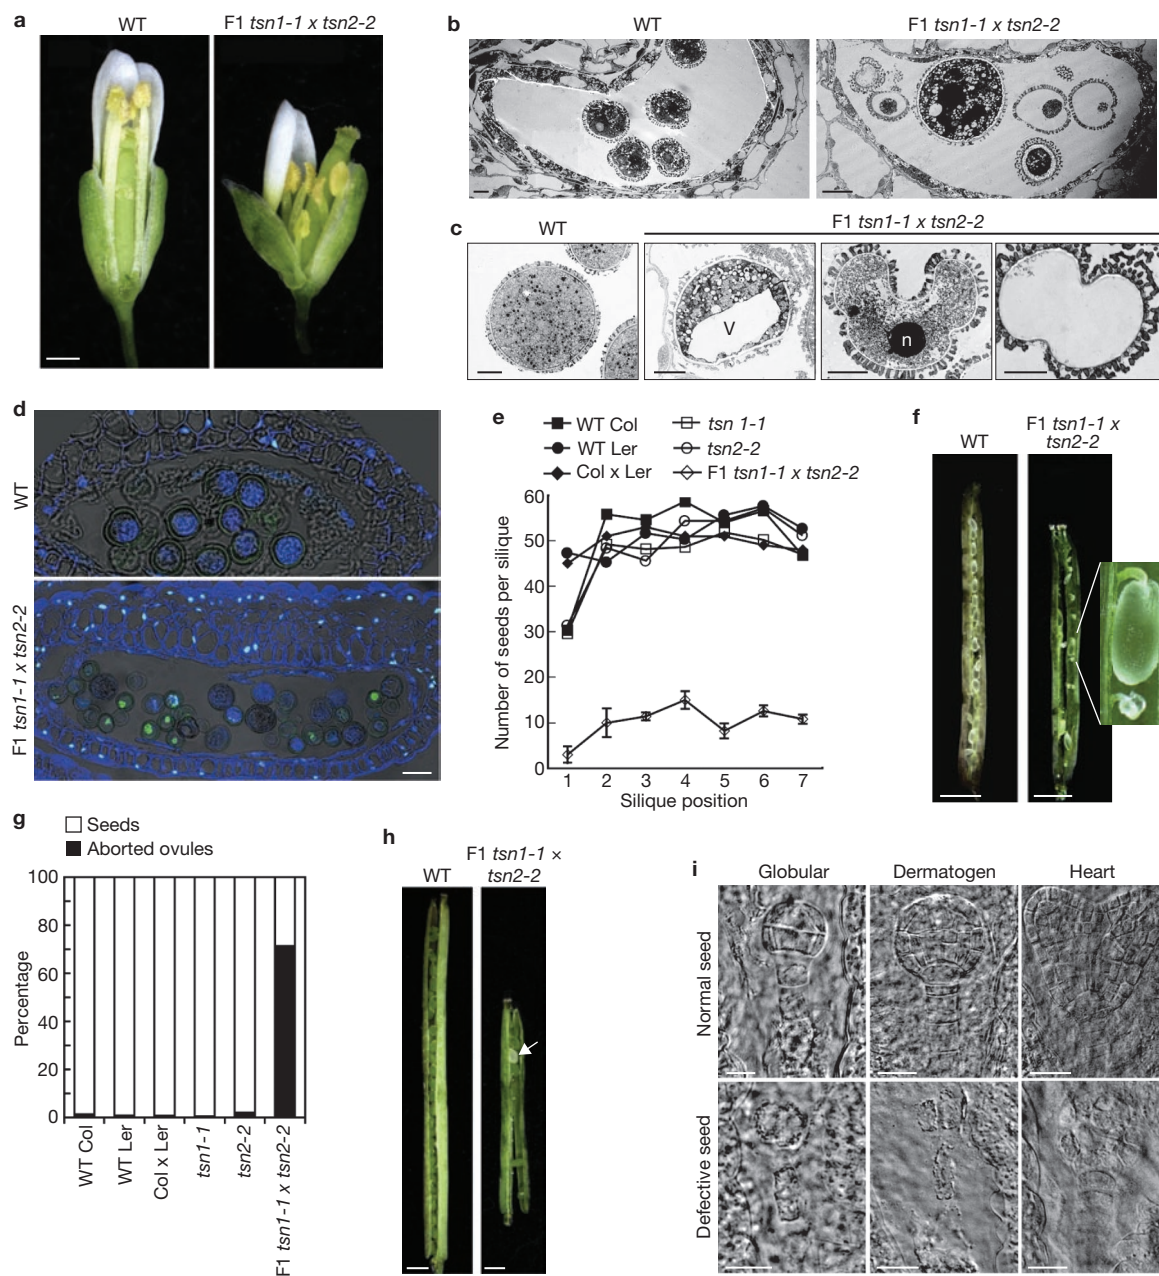 a
WT
F1 tsn1-1 x tsn2-2
b
WT
F1 tsn1-1 x tsn2-2
c
WT
F1 tsn1-1 x tsn2-2
V
n
d
WT
F1 tsn1-1 x tsn2-2
e
WT Col
WT Ler
Col x Ler
tsn 1-1
tsn2-2
F1 tsn1-1 x tsn2-2
Number of seeds per silique
60
50
40
30
20
10
0
1 2 3 4 5 6 7
Silique position
f
WT
F1 tsn1-1 x
tsn2-2
g
Seeds
Aborted ovules
Percentage
100
80
60
40
20
0
WT Col
WT Ler
Col x Ler
tsn1-1
tsn2-2
F1 tsn1-1 x tsn2-2
h
WT
F1 tsn1-1 ×
tsn2-2
i
Globular
Dermatogen
Heart
Normal seed
Defective seed